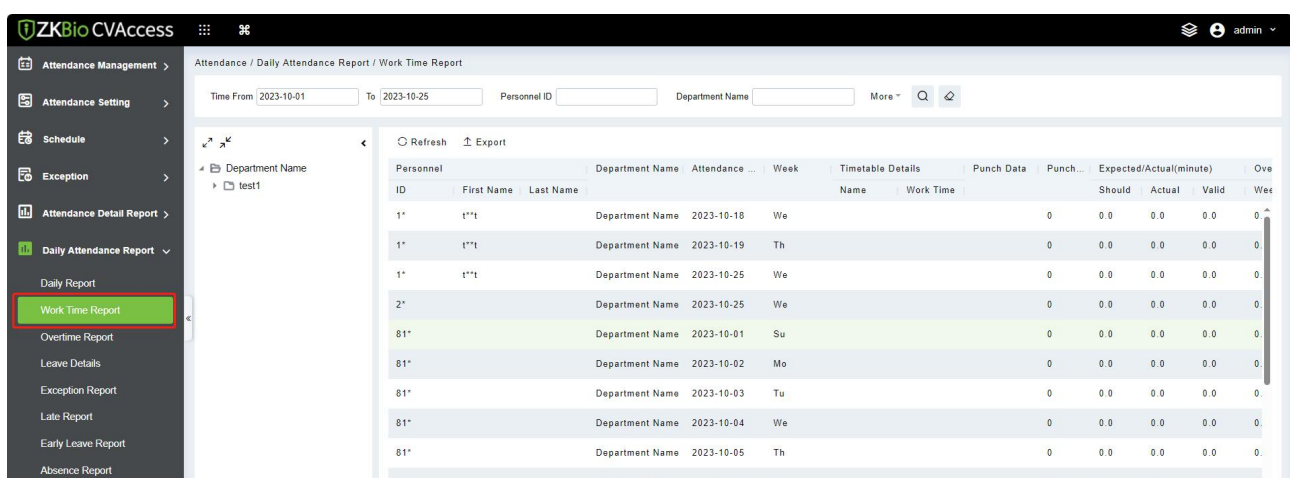 ZKBio CVAccess admin
Attendance Management
Attendance Setting
Schedule
Exception
Attendance Detail Report
Daily Attendance Report
Daily Report
Work Time Report
Overtime Report
Leave Details
Exception Report
Late Report
Early Leave Report
Absence Report
Attendance / Daily Attendance Report / Work Time Report
Time From 2023-10-01 To 2023-10-25 Personnel ID Department Name More
Department Name
test1
Refresh Export
Personnel Department Name Attendance ... Week Timetable Details Punch Data Punch... Expected/Actual(minute) Ove
ID First Name Last Name Name Work Time Should Actual Valid Wee
1* t**t Department Name 2023-10-18 We 0 0.0 0.0 0.0 0.
1* t**t Department Name 2023-10-19 Th 0 0.0 0.0 0.0 0.
1* t**t Department Name 2023-10-25 We 0 0.0 0.0 0.0 0.
2* Department Name 2023-10-25 We 0 0.0 0.0 0.0 0.
81* Department Name 2023-10-01 Su 0 0.0 0.0 0.0 0.
81* Department Name 2023-10-02 Mo 0 0.0 0.0 0.0 0.
81* Department Name 2023-10-03 Tu 0 0.0 0.0 0.0 0.
81* Department Name 2023-10-04 We 0 0.0 0.0 0.0 0.
81* Department Name 2023-10-05 Th 0 0.0 0.0 0.0 0.